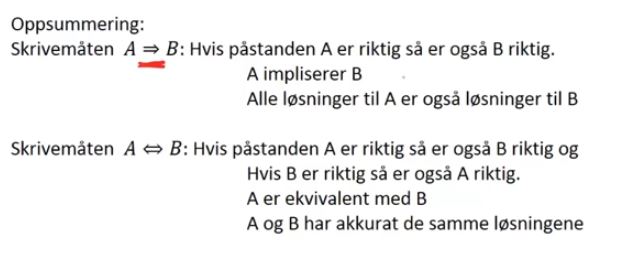 Oppsummering:
Skrivemåten A ⇒ B: Hvis påstanden A er riktig så er også B riktig.
A impliserer B
Alle løsninger til A er også løsninger til B
Skrivemåten A ⇔ B: Hvis påstanden A er riktig så er også B riktig og
Hvis B er riktig så er også A riktig.
A er ekvivalent med B
A og B har akkurat de samme løsningene